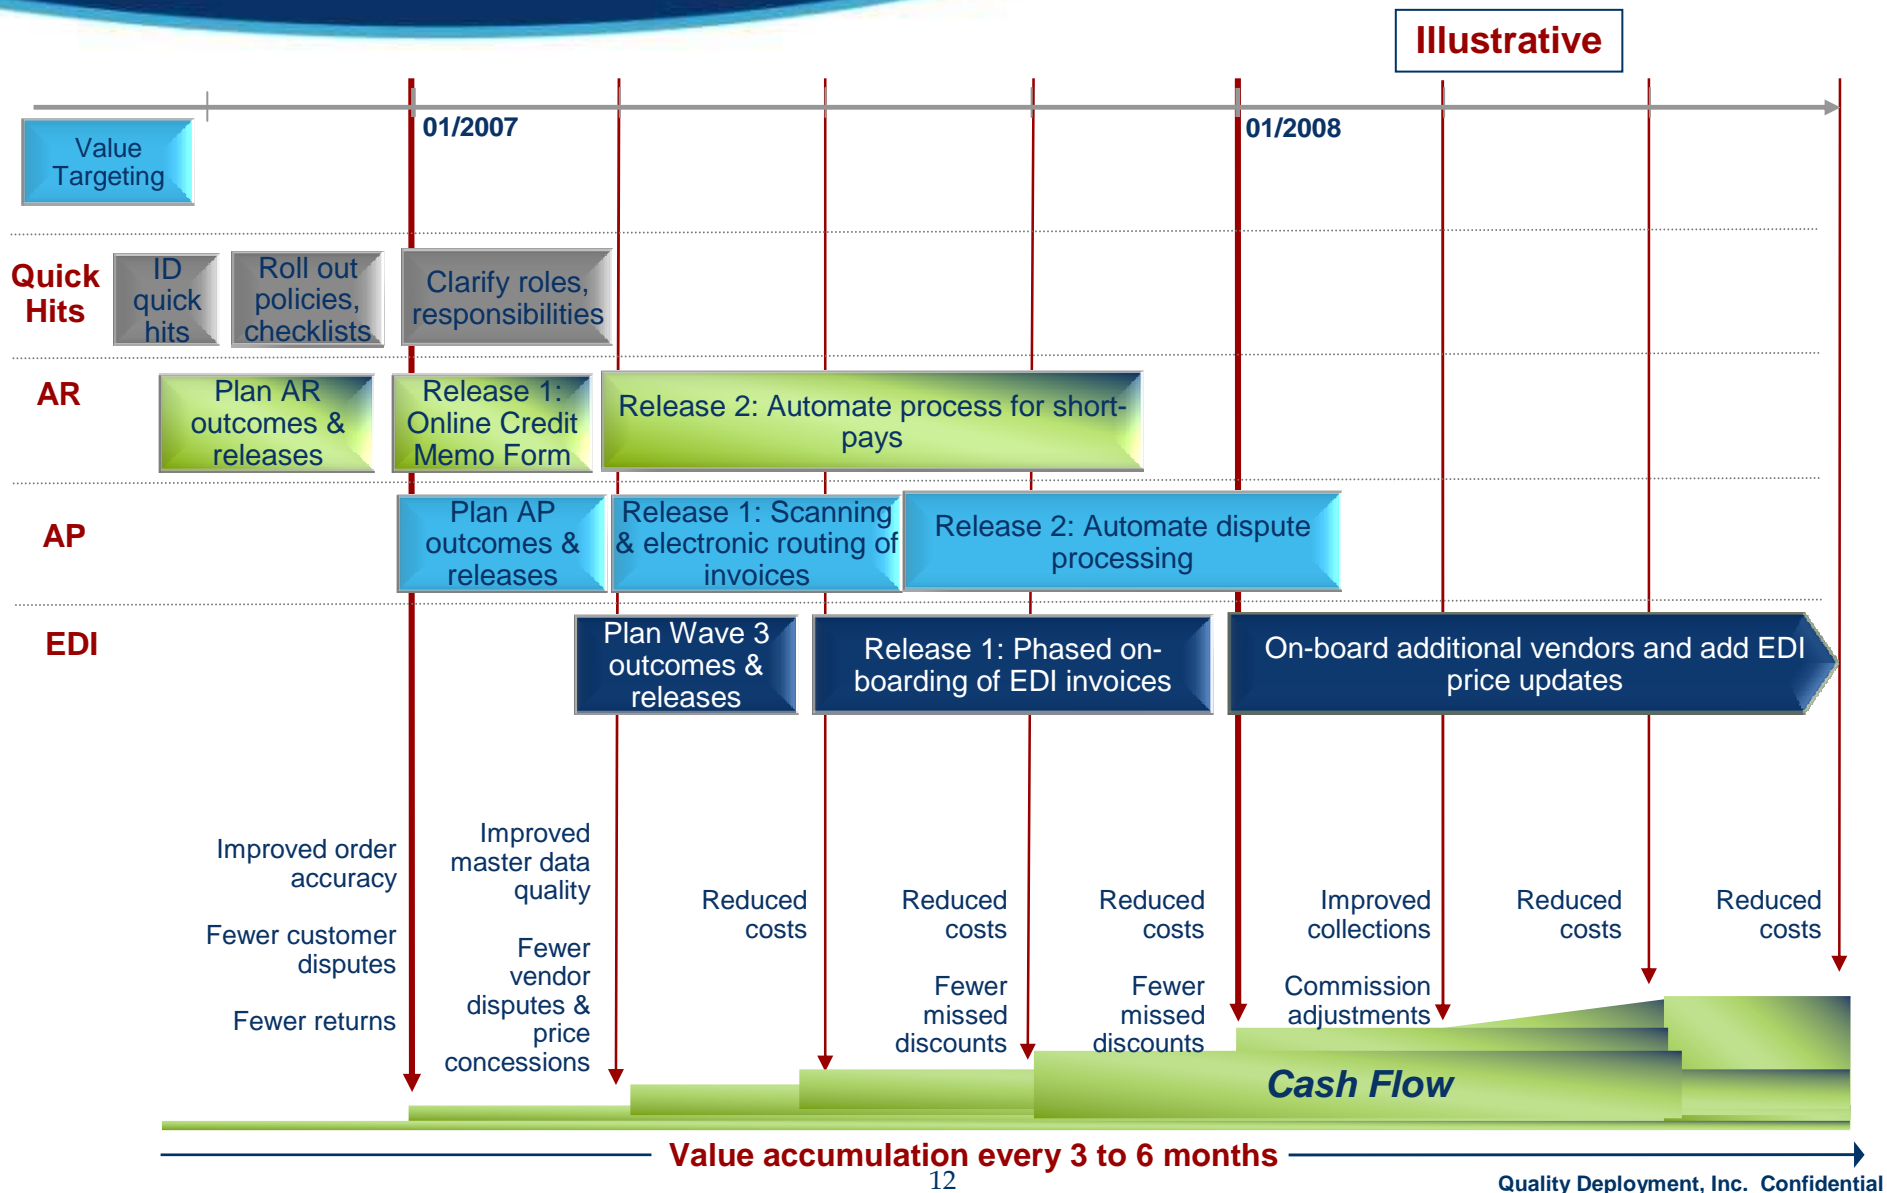 Illustrative
01/2007
01/2008
Value
Targeting
Quick
Hits
ID
quick
hits
Roll out
policies,
checklists
Clarify roles,
responsibilities
AR
Plan AR
outcomes &
releases
Release 1:
Online Credit
Memo Form
Release 2: Automate process for short-
pays
AP
Plan AP
outcomes &
releases
Release 1: Scanning
& electronic routing of
invoices
Release 2: Automate dispute
processing
EDI
Plan Wave 3
outcomes &
releases
Release 1: Phased on-
boarding of EDI invoices
On-board additional vendors and add EDI
price updates
Improved order
accuracy
Fewer customer
disputes
Fewer returns
Improved
master data
quality
Fewer
vendor
disputes &
price
concessions
Reduced
costs
Reduced
costs
Fewer
missed
discounts
Reduced
costs
Fewer
missed
discounts
Improved
collections
Commission
adjustments
Reduced
costs
Reduced
costs
Cash Flow
Value accumulation every 3 to 6 months
12
Quality Deployment, Inc. Confidential